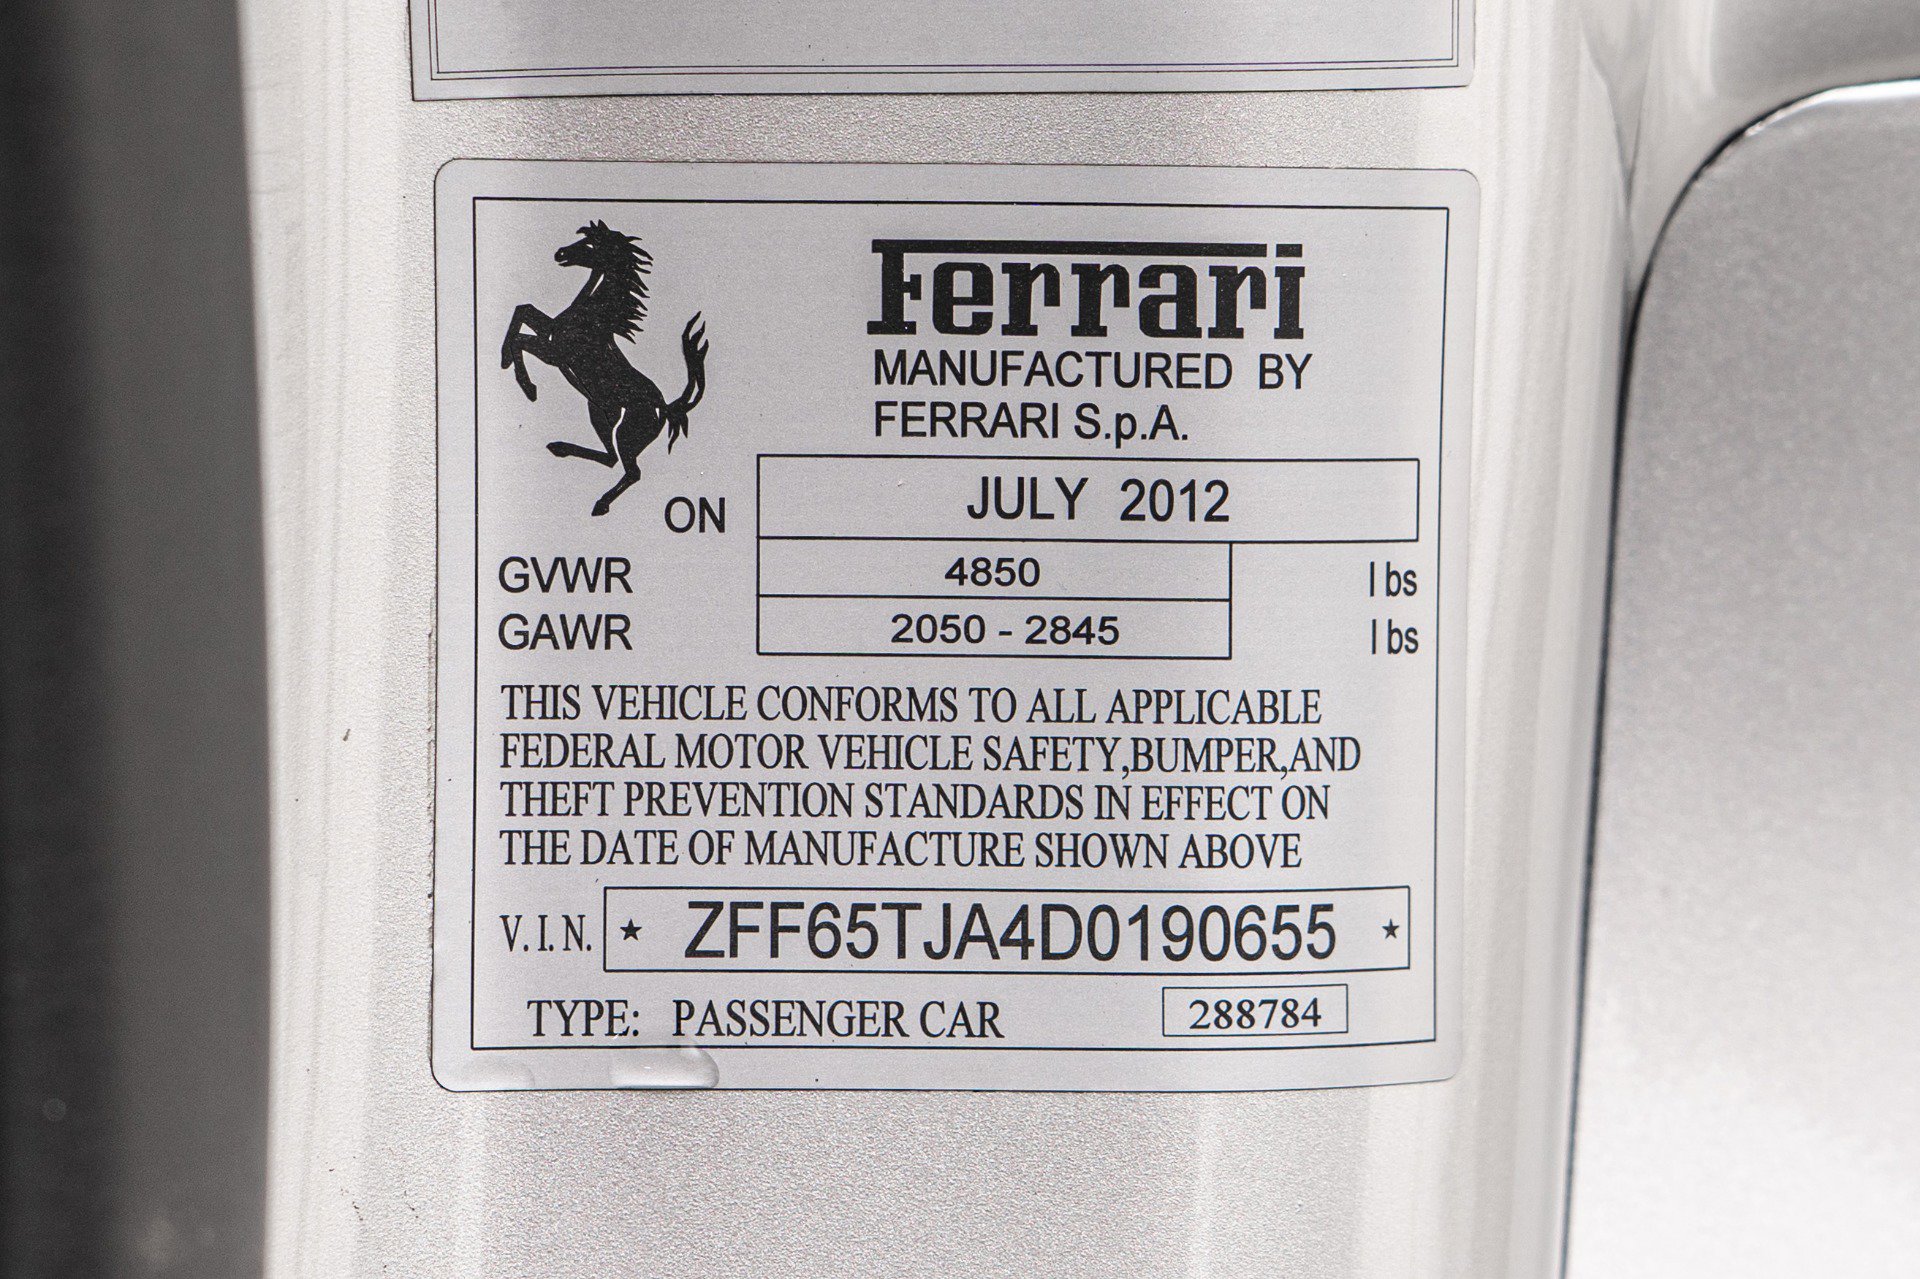 Ferrari
MANUFACTURED BY
FERRARI S.p.A.
ON JULY 2012
GVWR 4850 lbs
GAWR 2050 - 2845 lbs
THIS VEHICLE CONFORMS TO ALL APPLICABLE
FEDERAL MOTOR VEHICLE SAFETY,BUMPER,AND
THEFT PREVENTION STANDARDS IN EFFECT ON
THE DATE OF MANUFACTURE SHOWN ABOVE
V.I.N. ★ ZFF65TJA4D0190655 ★
TYPE: PASSENGER CAR 288784